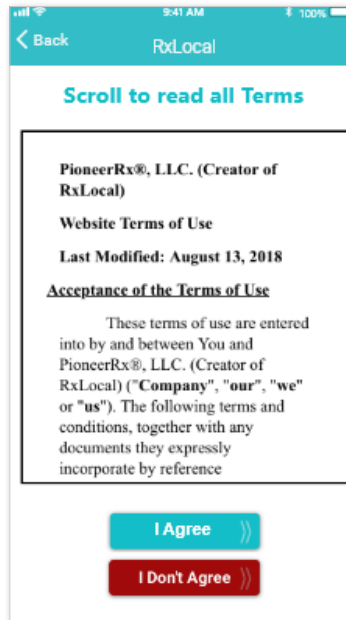 9:41 AM 100%
Back RxLocal
Scroll to read all Terms
PioneerRx®, LLC. (Creator of
RxLocal)
Website Terms of Use
Last Modified: August 13, 2018
Acceptance of the Terms of Use
These terms of use are entered
into by and between You and
PioneerRx®, LLC. (Creator of
RxLocal) ("Company", "our", "we"
or "us"). The following terms and
conditions, together with any
documents they expressly
incorporate by reference
I Agree
I Don't Agree